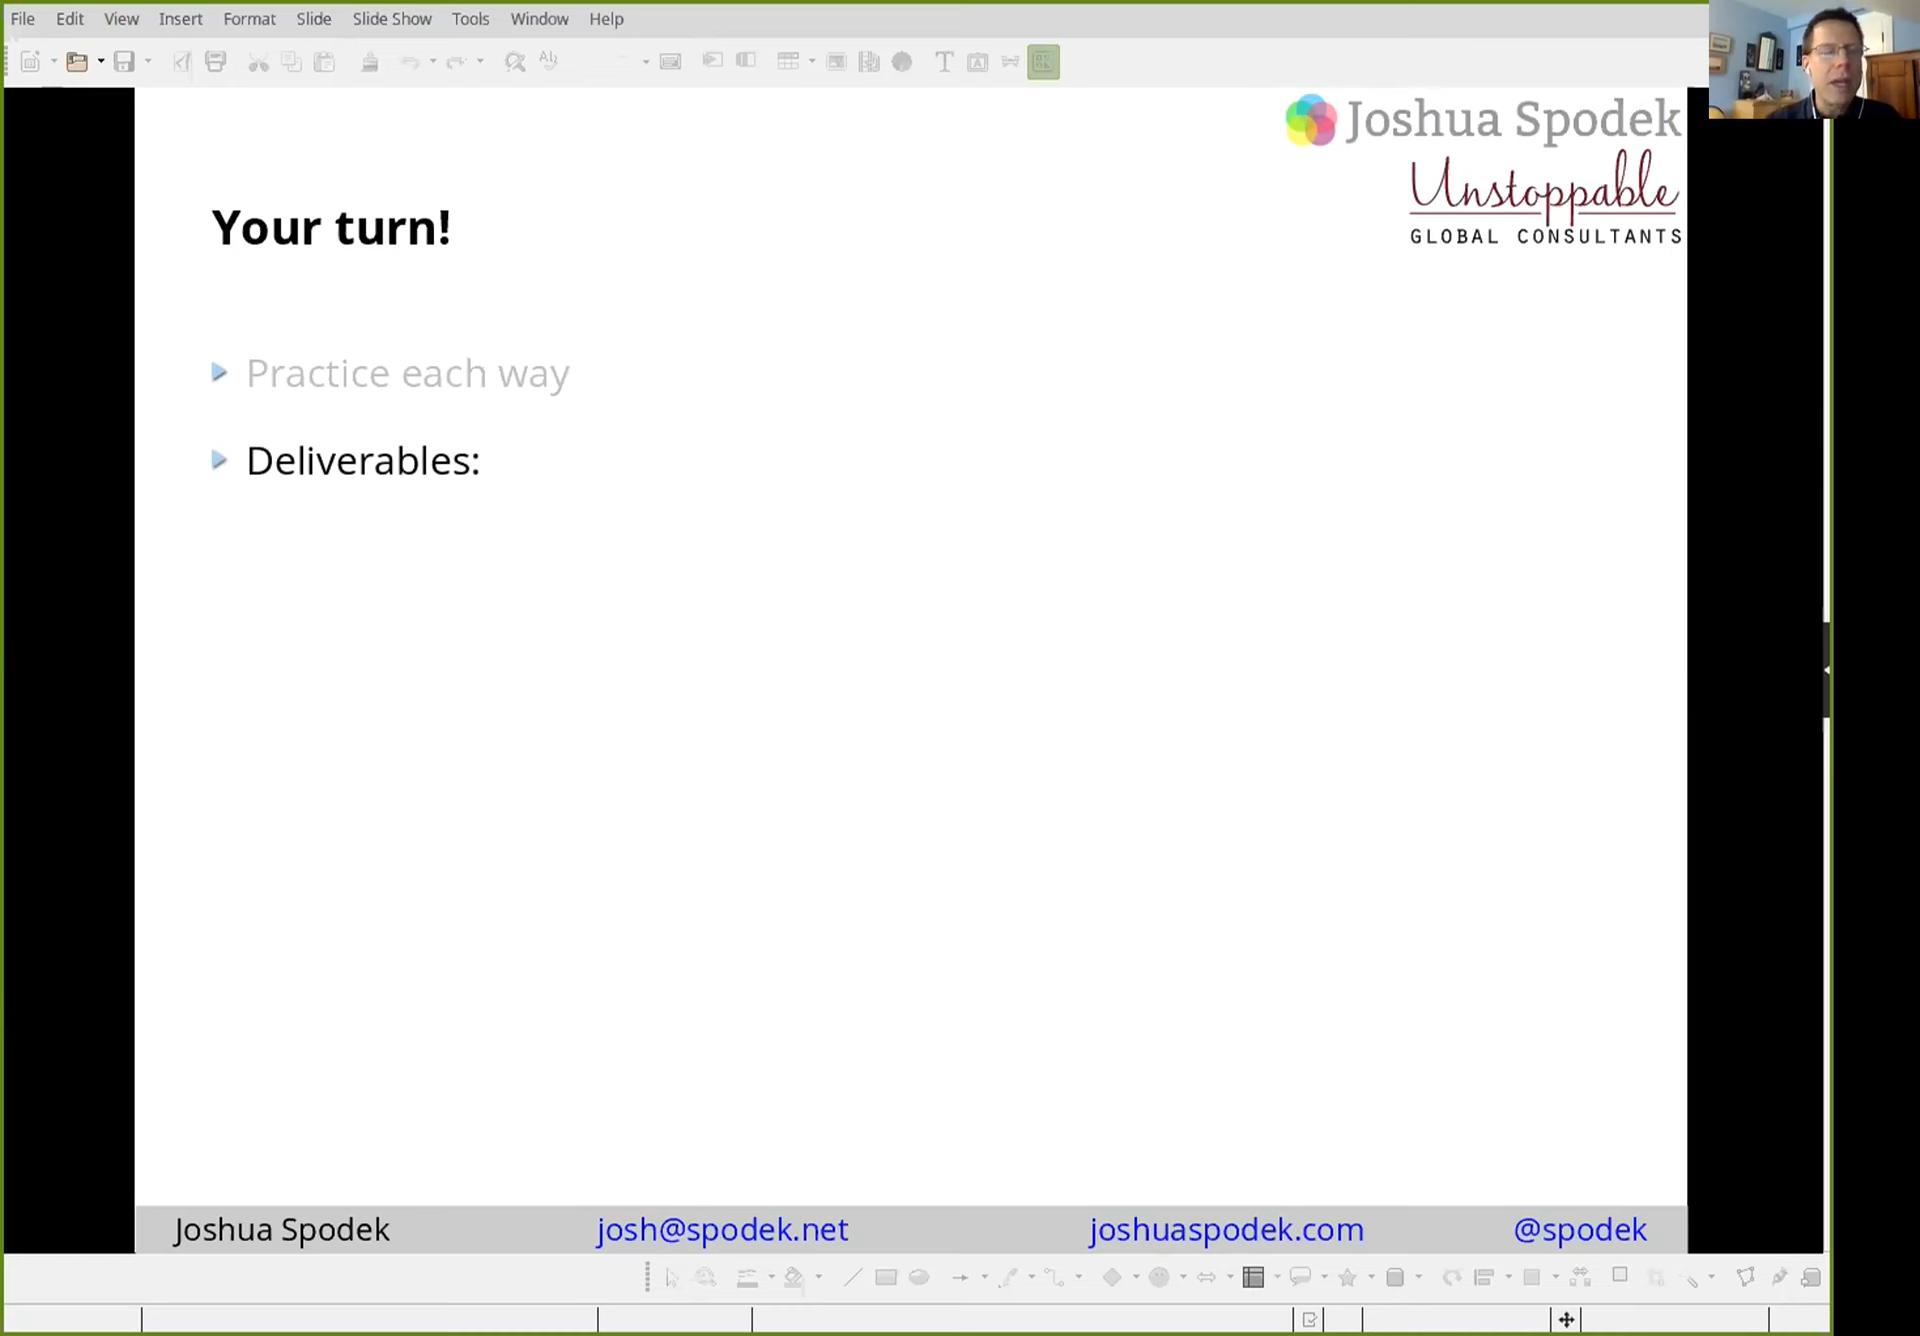 File Edit View Insert Format Slide Slide Show Tools Window Help
Joshua Spodek
Unstoppable
GLOBAL CONSULTANTS
Your turn!
Practice each way
Deliverables:
Joshua Spodek josh@spodek.net joshuaspodek.com @spodek